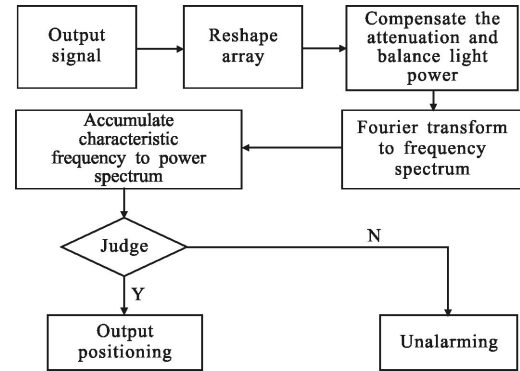 Output
signal
Reshape
array
Compensate the
attenuation and
balance light
power
Fourier transform
to frequency
spectrum
Accumulate
characteristic
frequency to power
spectrum
Judge
N
Y
Output
positioning
Unalarming